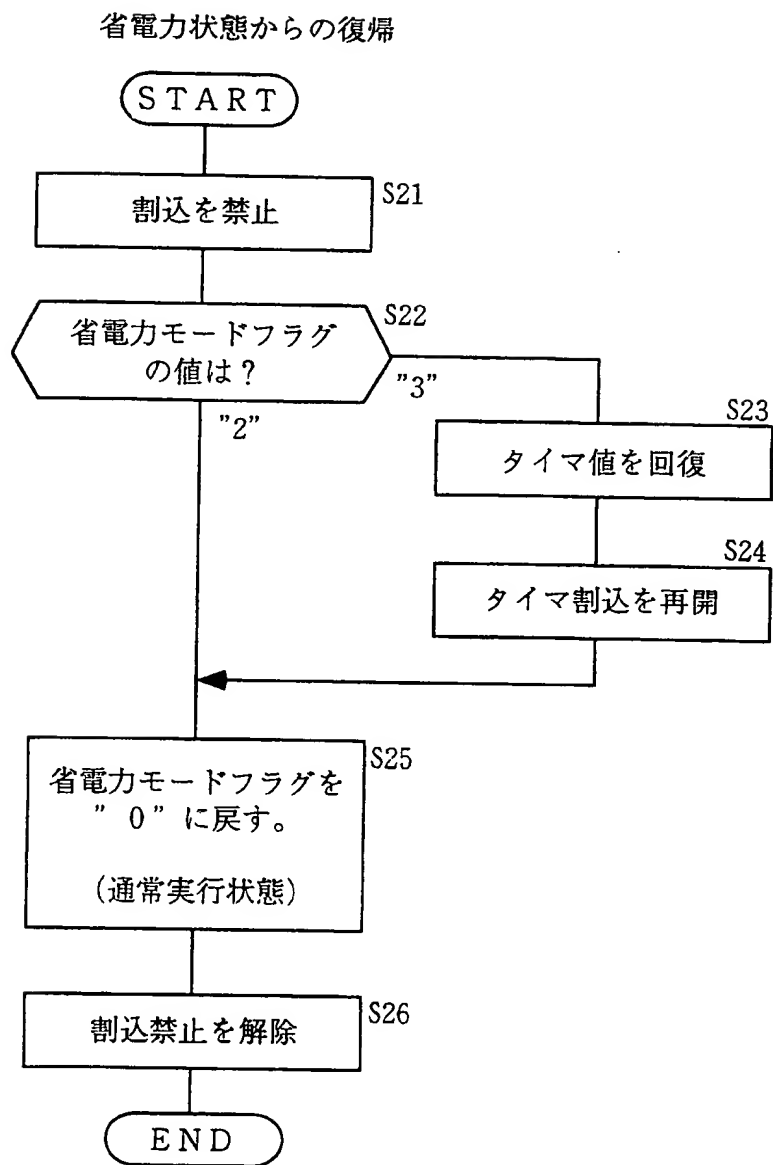 省電力状態からの復帰
START
S21
割込を禁止
S22
省電力モードフラグ
の値は？
"3"
"2"
S23
タイマ値を回復
S24
タイマ割込を再開
S25
省電力モードフラグを
"0"に戻す。
(通常実行状態)
S26
割込禁止を解除
END